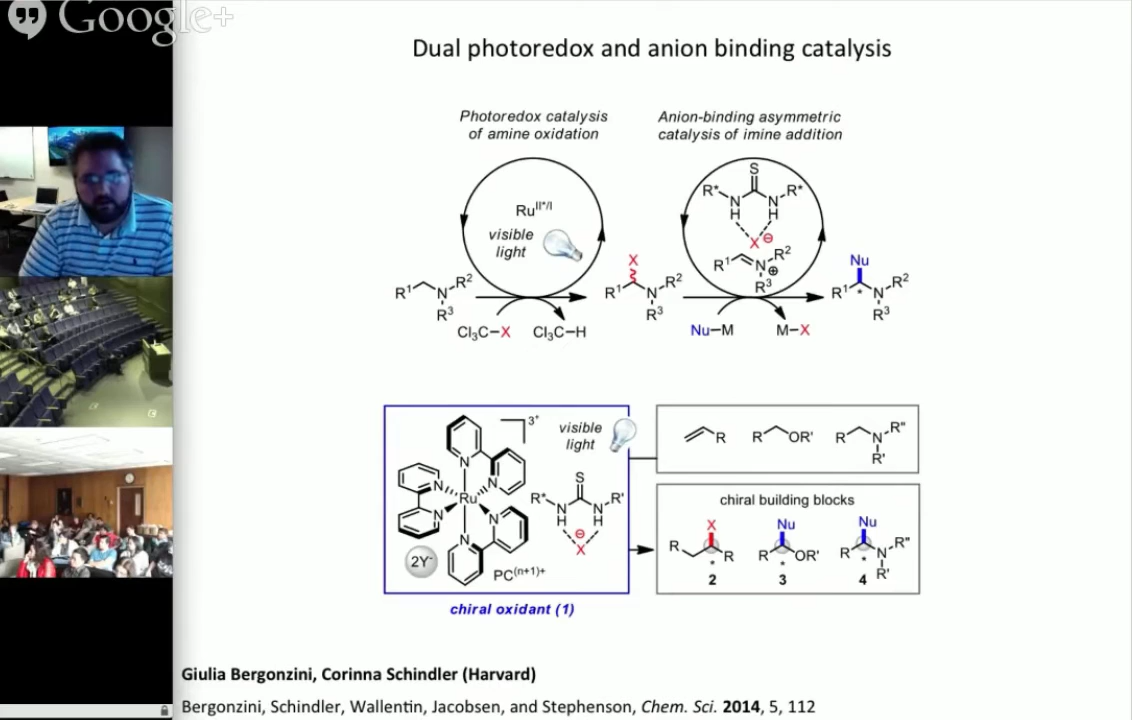 Google+
Dual photoredox and anion binding catalysis
Photoredox catalysis
of amine oxidation
Anion-binding asymmetric
catalysis of imine addition
Ru^II*/I
visible
light
S
R* N N R*
H H
X ⊖
R¹ N R²
⊕
R³
R¹ N R²
R³
X
R¹ N R²
R³
Nu
R¹ * N R²
R³
Cl₃C–X Cl₃C–H
Nu–M M–X
3+
visible
light
N N
N N
Ru
N N
2Y⁻
PC^(n+1)+
S
R* N N R'
H H
⊖
X
chiral oxidant (1)
R
R OR'
R N R"
R'
chiral building blocks
X
R * R
2
Nu
R * OR'
3
Nu
R * N R"
R'
4
Giulia Bergonzini, Corinna Schindler (Harvard)
Bergonzini, Schindler, Wallentin, Jacobsen, and Stephenson, Chem. Sci. 2014, 5, 112